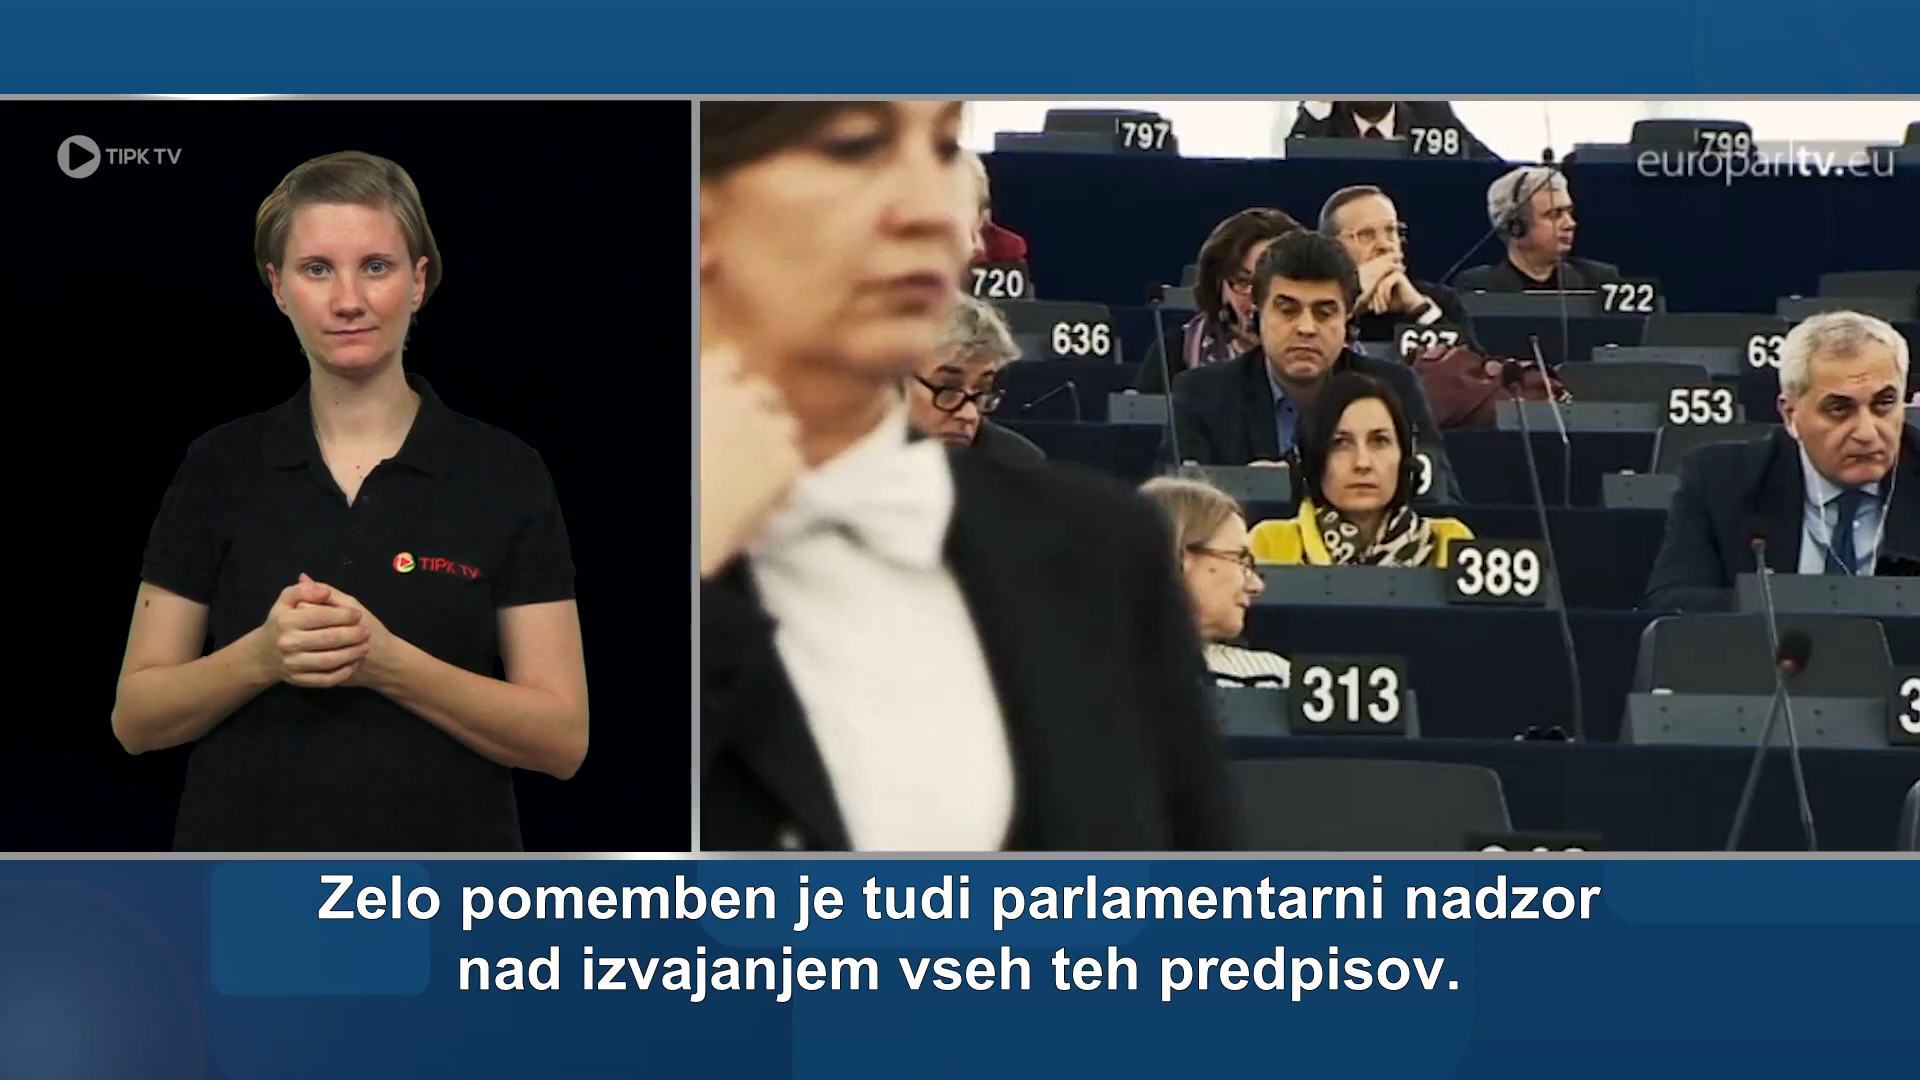 TIPK TV
TIPK TV
797
798
799
europarltv.eu
720
722
636
637
553
389
313
Zelo pomemben je tudi parlamentarni nadzor
nad izvajanjem vseh teh predpisov.